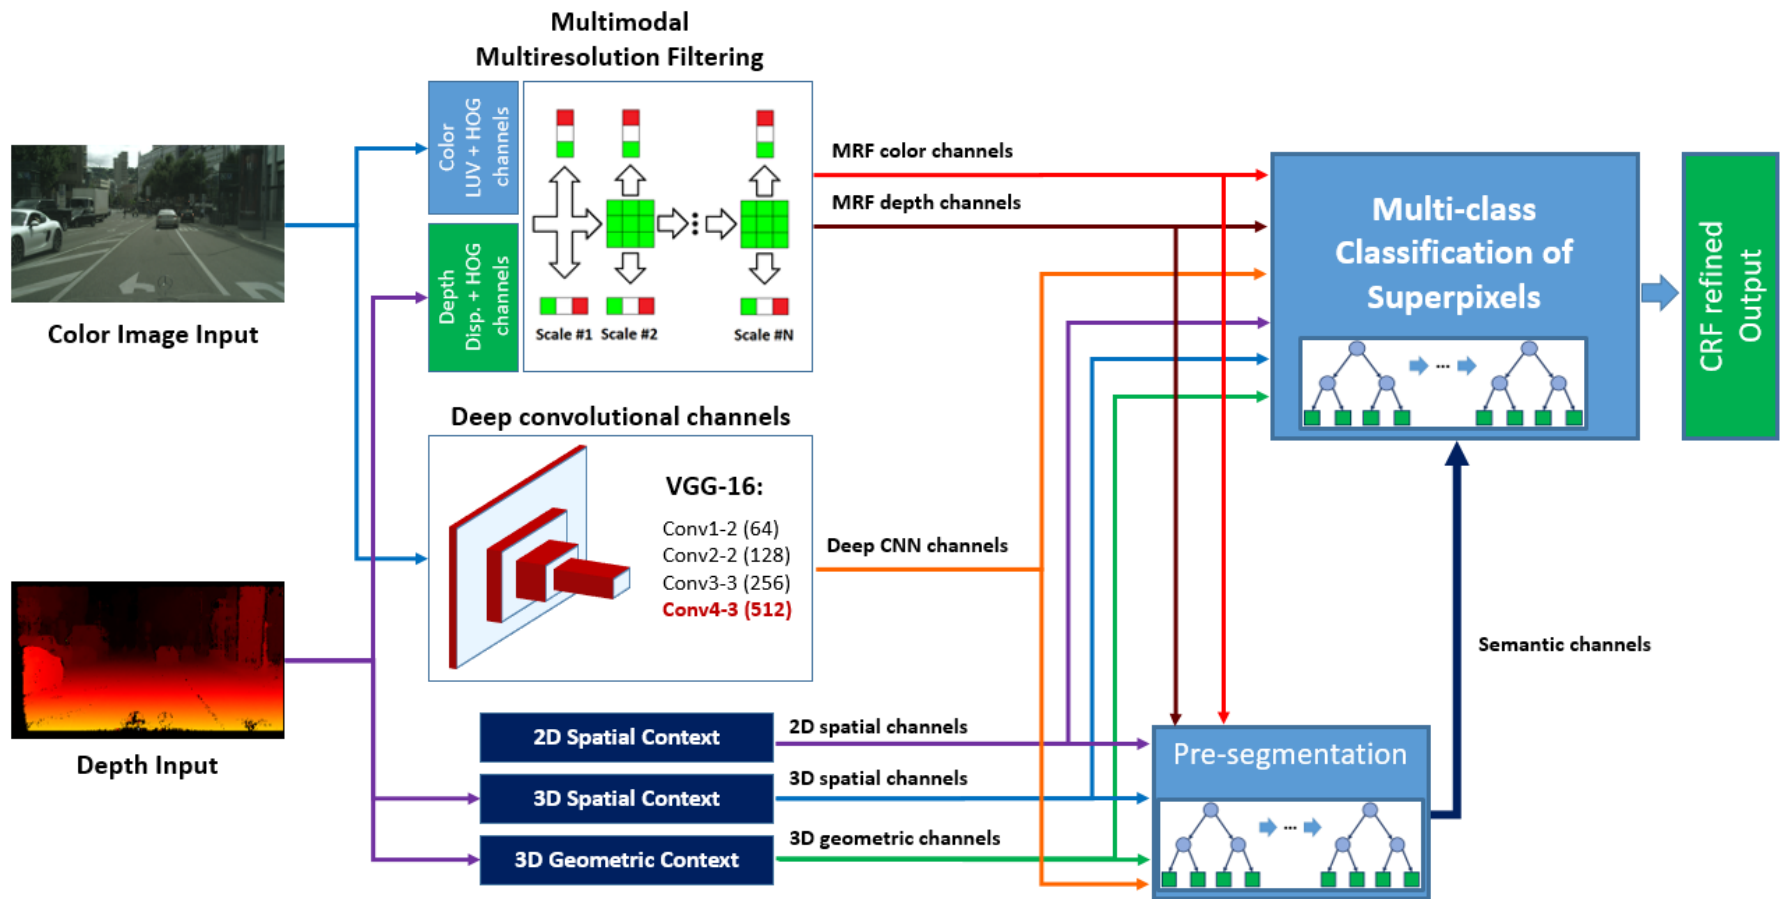 Multimodal
Multiresolution Filtering
Color
LUV + HOG
channels
Depth
Disp. + HOG
channels
Scale #1
Scale #2
Scale #N
Color Image Input
MRF color channels
MRF depth channels
Multi-class
Classification of
Superpixels
...
CRF refined
Output
Deep convolutional channels
VGG-16:
Conv1-2 (64)
Conv2-2 (128)
Conv3-3 (256)
Conv4-3 (512)
Deep CNN channels
Depth Input
Semantic channels
2D Spatial Context
2D spatial channels
3D Spatial Context
3D spatial channels
3D Geometric Context
3D geometric channels
Pre-segmentation
...